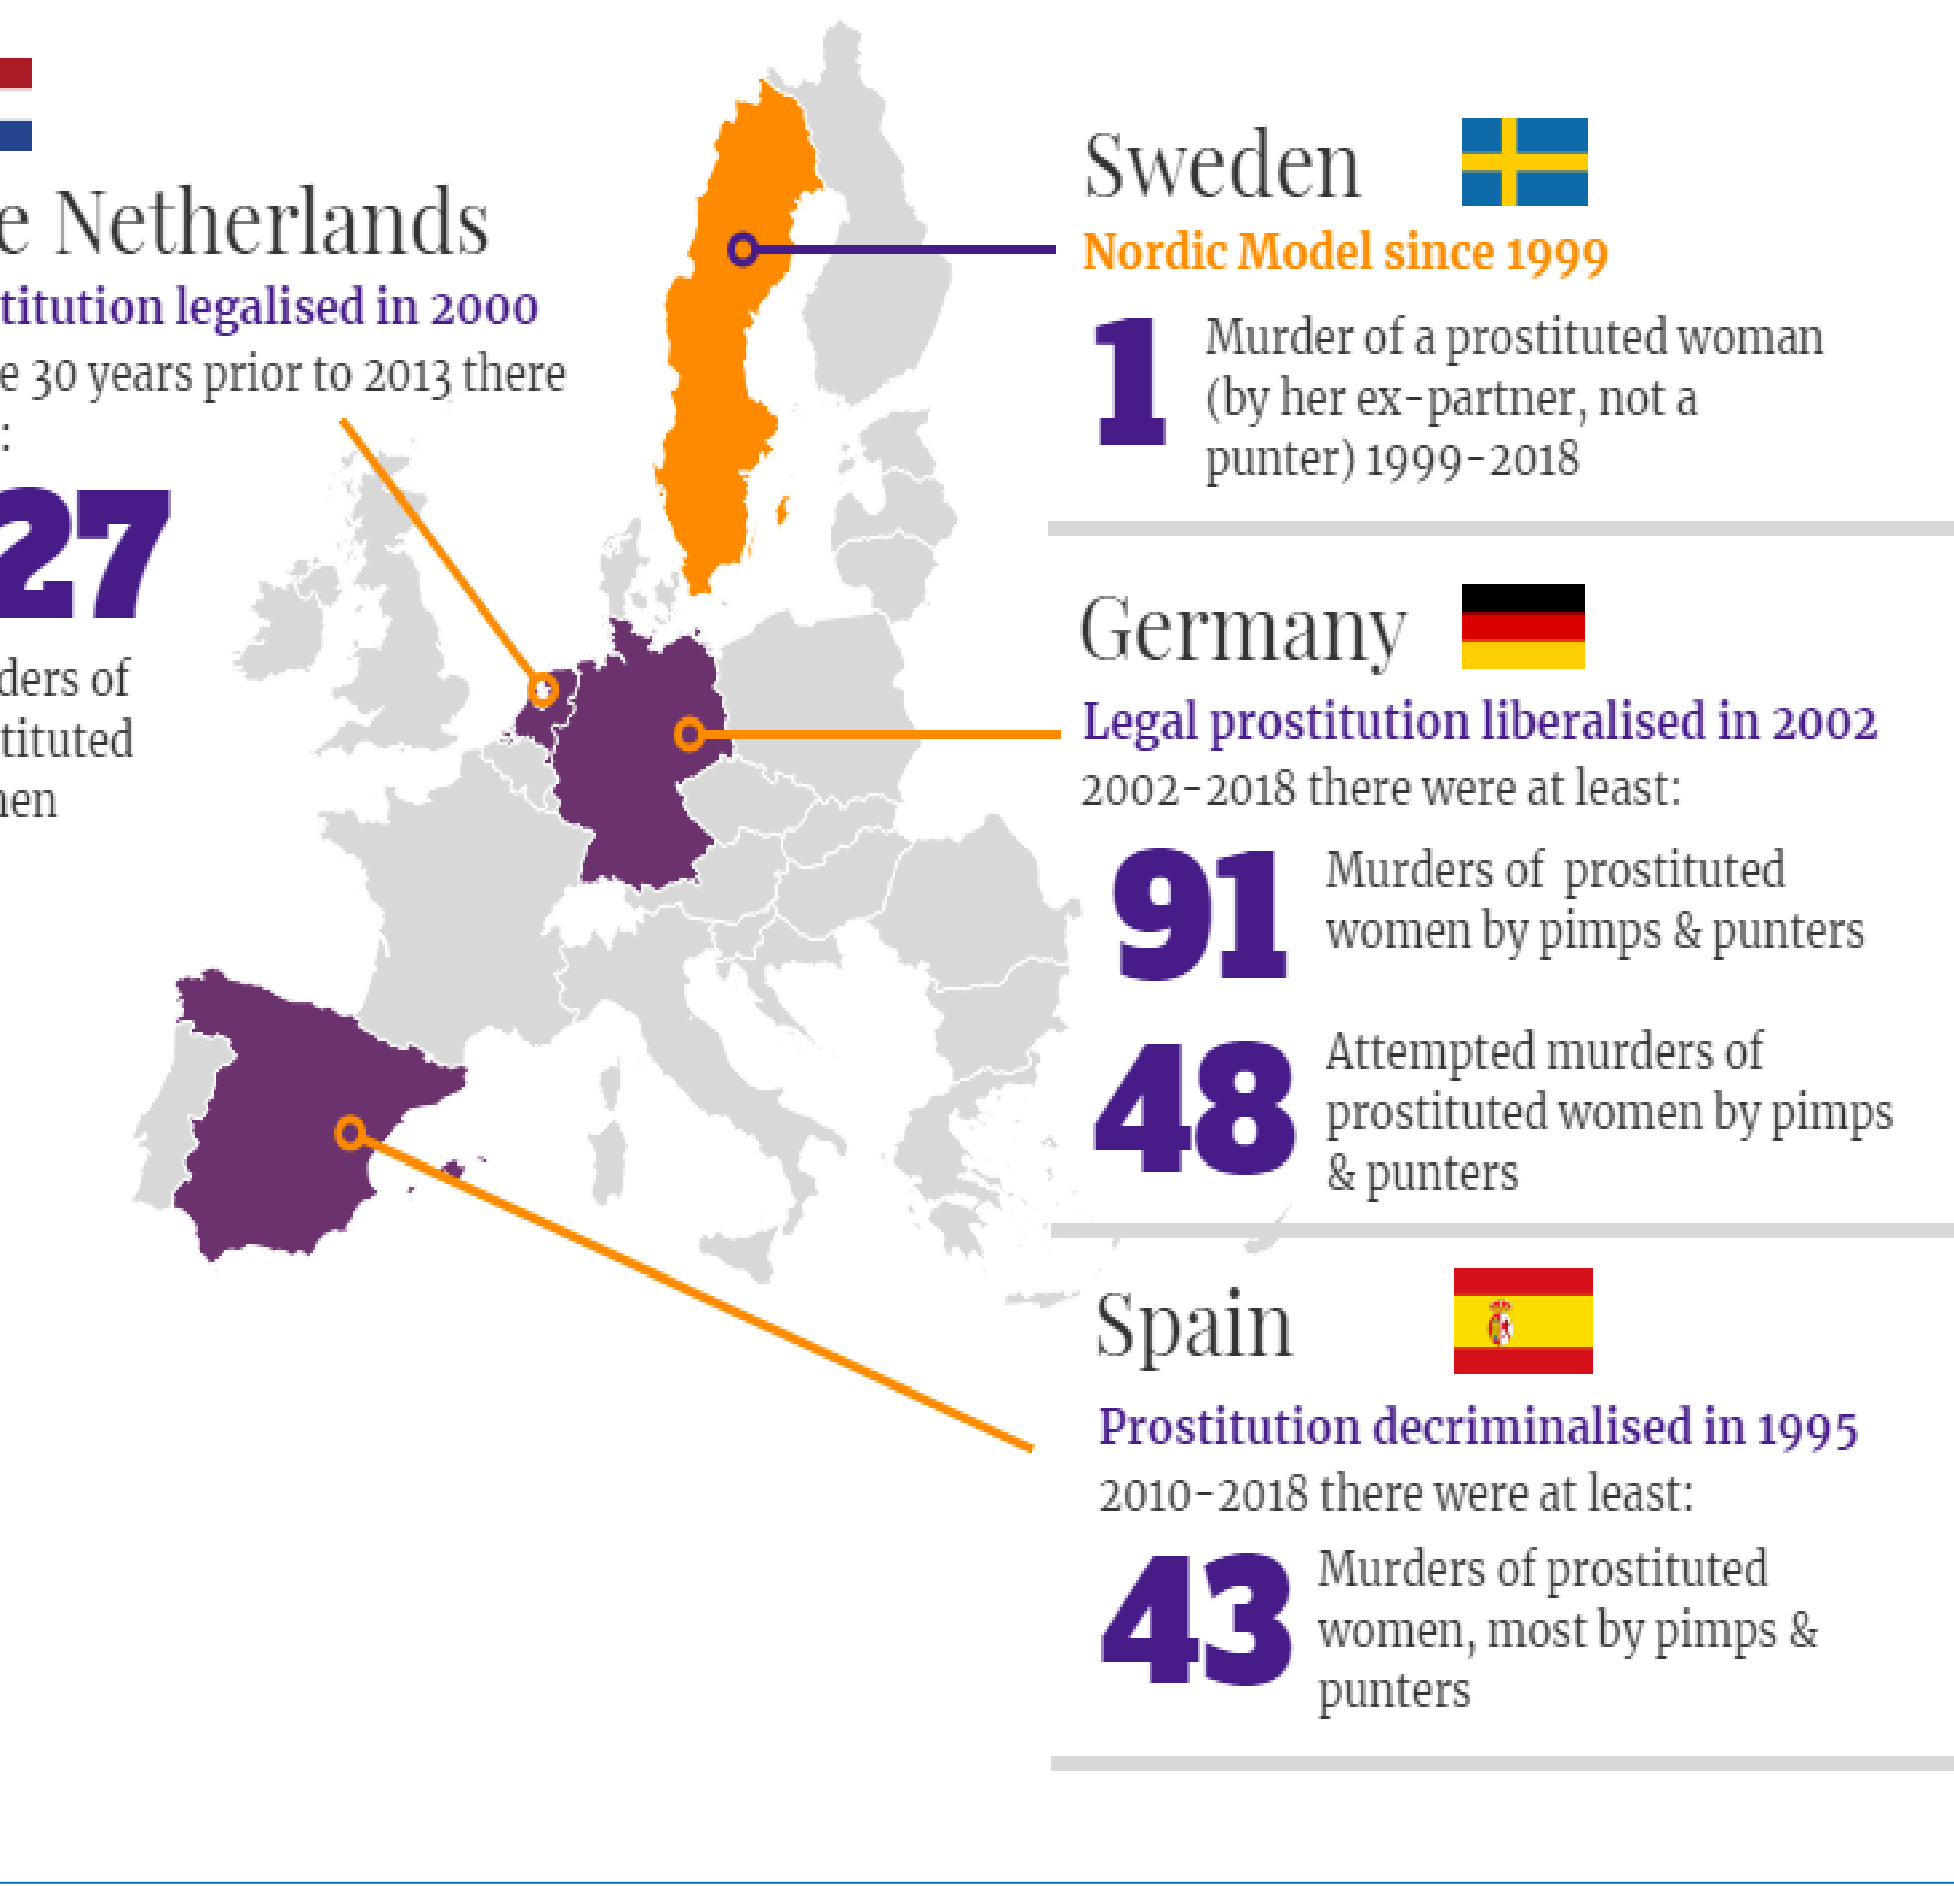 e Netherlands
titution legalised in 2000
e 30 years prior to 2013 there
:
27
ders of
tituted
en
Sweden
Nordic Model since 1999
1
Murder of a prostituted woman
(by her ex-partner, not a
punter) 1999-2018
Germany
Legal prostitution liberalised in 2002
2002-2018 there were at least:
91
Murders of prostituted
women by pimps & punters
48
Attempted murders of
prostituted women by pimps
& punters
Spain
Prostitution decriminalised in 1995
2010-2018 there were at least:
43
Murders of prostituted
women, most by pimps &
punters